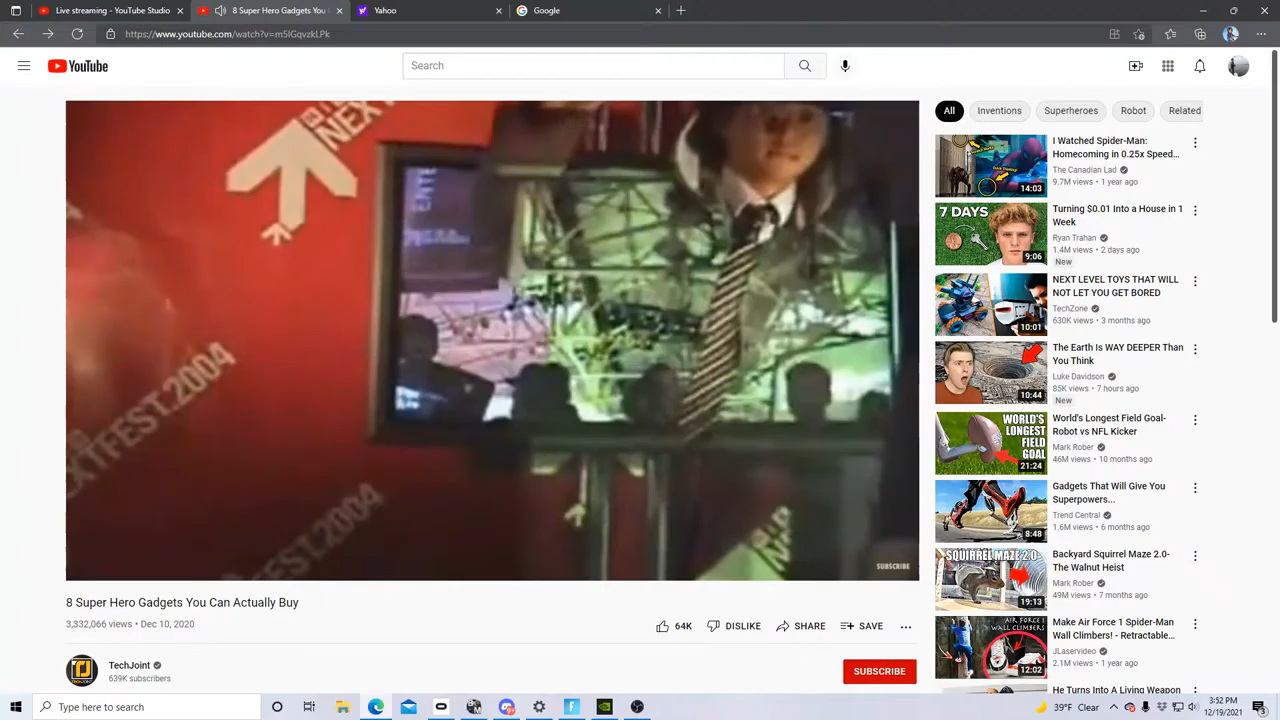 Live streaming - YouTube Studio
8 Super Hero Gadgets You
Yahoo
Google
https://www.youtube.com/watch?v=m5IGqvzkLPk
YouTube
Search
NEXT
NEXTFEST 2004
SUBSCRIBE
8 Super Hero Gadgets You Can Actually Buy
3,332,066 views • Dec 10, 2020
64K
DISLIKE
SHARE
SAVE
TechJoint
639K subscribers
SUBSCRIBE
All
Inventions
Superheroes
Robot
Related
I Watched Spider-Man:
Homecoming in 0.25x Speed...
The Canadian Lad
9.7M views • 1 year ago
14:03
7 DAYS
9:06
Turning $0.01 Into a House in 1
Week
Ryan Trahan
1.4M views • 2 days ago
New
10:01
NEXT LEVEL TOYS THAT WILL
NOT LET YOU GET BORED
TechZone
630K views • 3 months ago
10:44
The Earth Is WAY DEEPER Than
You Think
Luke Davidson
85K views • 7 hours ago
New
WORLD'S
LONGEST
FIELD
GOAL
21:24
World's Longest Field Goal-
Robot vs NFL Kicker
Mark Rober
46M views • 10 months ago
8:48
Gadgets That Will Give You
Superpowers...
Trend Central
1.6M views • 6 months ago
SQUIRREL MAZE 2.0
19:13
Backyard Squirrel Maze 2.0-
The Walnut Heist
Mark Rober
49M views • 7 months ago
AIR FORCE 1
WALL CLIMBERS
12:02
Make Air Force 1 Spider-Man
Wall Climbers! - Retractable...
JLaservideo
2.1M views • 1 year ago
He Turns Into A Living Weapon
Type here to search
39°F Clear
3:52 PM
12/19/2021